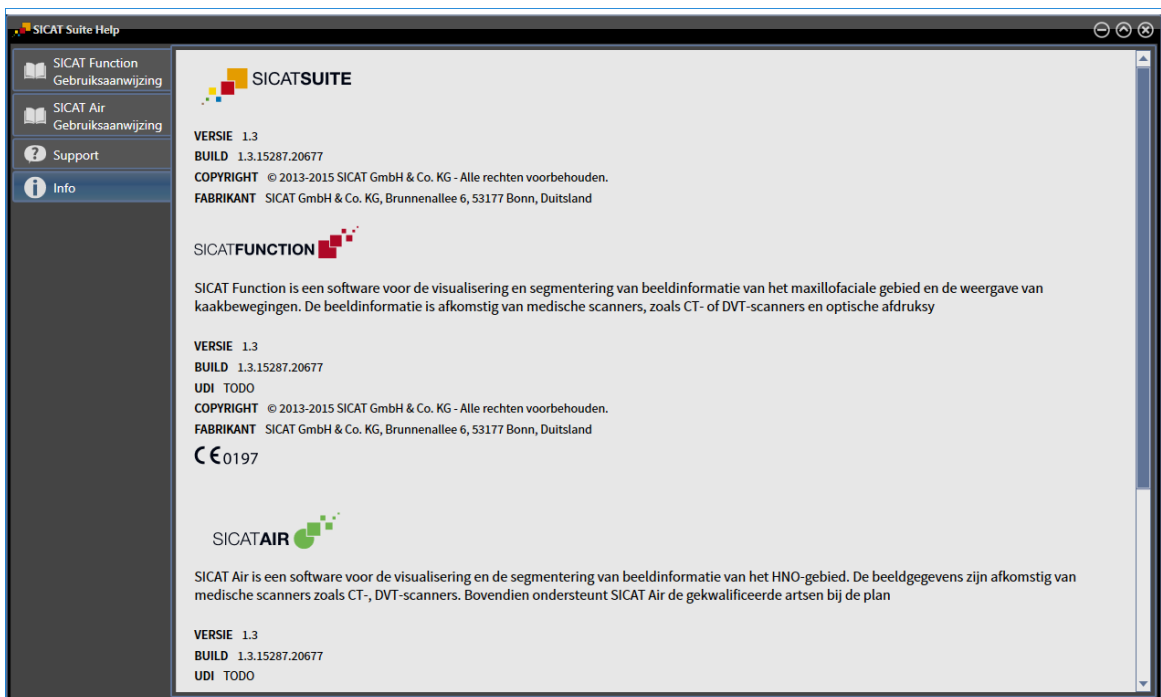 SICAT Suite Help
SICAT Function
Gebruiksaanwijzing
SICAT Air
Gebruiksaanwijzing
Support
Info
SICATSUITE
VERSIE 1.3
BUILD 1.3.15287.20677
COPYRIGHT © 2013-2015 SICAT GmbH & Co. KG - Alle rechten voorbehouden.
FABRIKANT SICAT GmbH & Co. KG, Brunnenallee 6, 53177 Bonn, Duitsland
SICATFUNCTION
SICAT Function is een software voor de visualisering en segmentering van beeldinformatie van het maxillofaciale gebied en de weergave van
kaakbewegingen. De beeldinformatie is afkomstig van medische scanners, zoals CT- of DVT-scanners en optische afdruksy
VERSIE 1.3
BUILD 1.3.15287.20677
UDI TODO
COPYRIGHT © 2013-2015 SICAT GmbH & Co. KG - Alle rechten voorbehouden.
FABRIKANT SICAT GmbH & Co. KG, Brunnenallee 6, 53177 Bonn, Duitsland
CE0197
SICATAIR
SICAT Air is een software voor de visualisering en de segmentering van beeldinformatie van het HNO-gebied. De beeldgegevens zijn afkomstig van
medische scanners zoals CT-, DVT-scanners. Bovendien ondersteunt SICAT Air de gekwalificeerde artsen bij de plan
VERSIE 1.3
BUILD 1.3.15287.20677
UDI TODO